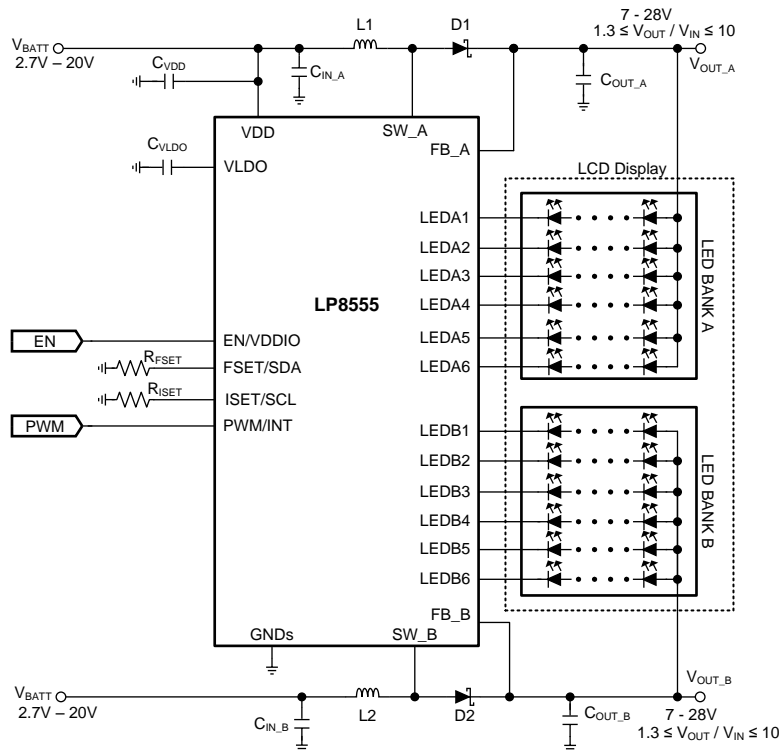 L1
D1
7 - 28V
1.3 ≤ VOUT / VIN ≤ 10
VBATT
2.7V – 20V
CVDD
CIN_A
COUT_A
VOUT_A
VDD
SW_A
FB_A
CVLDO
VLDO
LCD Display
LEDA1
LEDA2
LEDA3
LEDA4
LEDA5
LEDA6
LED BANK A
LP8555
EN
EN/VDDIO
RFSET
FSET/SDA
RISET
ISET/SCL
PWM
PWM/INT
LEDB1
LEDB2
LEDB3
LEDB4
LEDB5
LEDB6
LED BANK B
FB_B
GNDs
SW_B
VBATT
2.7V – 20V
CIN_B
L2
D2
COUT_B
VOUT_B
7 - 28V
1.3 ≤ VOUT / VIN ≤ 10